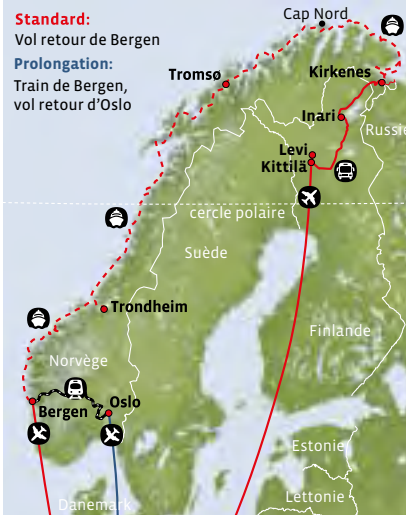 Standard:
Vol retour de Bergen
Prolongation:
Train de Bergen,
vol retour d'Oslo
Cap Nord
Tromsø
Kirkenes
Inari
Russie
Levi
Kittilä
cercle polaire
Suède
Trondheim
Finlande
Norvège
Bergen
Oslo
Estonie
Danemark
Lettonie